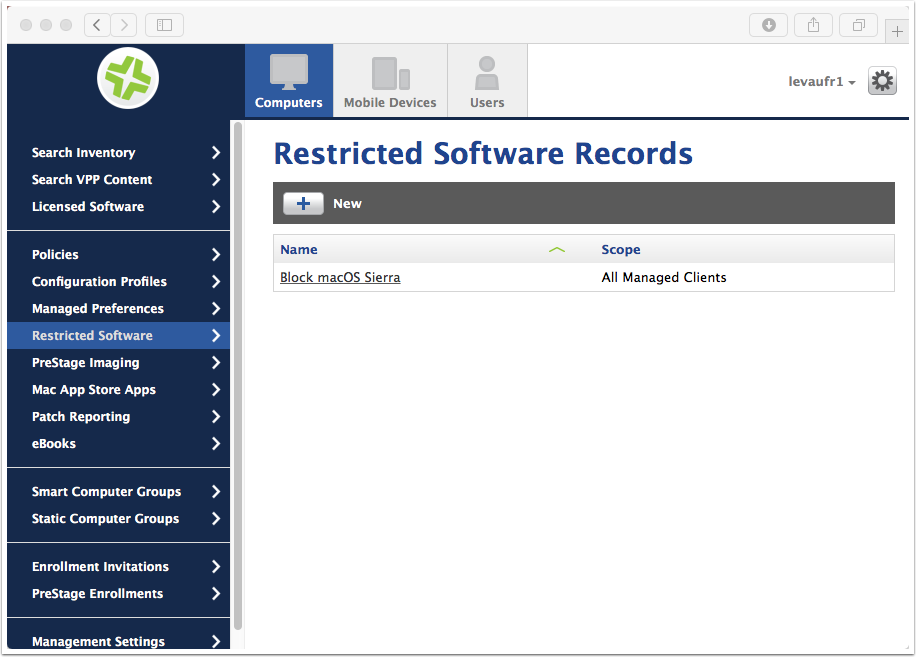 Computers
Mobile Devices
Users
levaufr1
Search Inventory
Search VPP Content
Licensed Software
Policies
Configuration Profiles
Managed Preferences
Restricted Software
PreStage Imaging
Mac App Store Apps
Patch Reporting
eBooks
Smart Computer Groups
Static Computer Groups
Enrollment Invitations
PreStage Enrollments
Management Settings
Restricted Software Records
New
Name Scope
Block macOS Sierra All Managed Clients